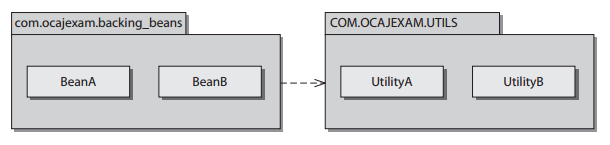 com.ocajexam.backing_beans
COM.OCAJEXAM.UTILS
BeanA
BeanB
UtilityA
UtilityB